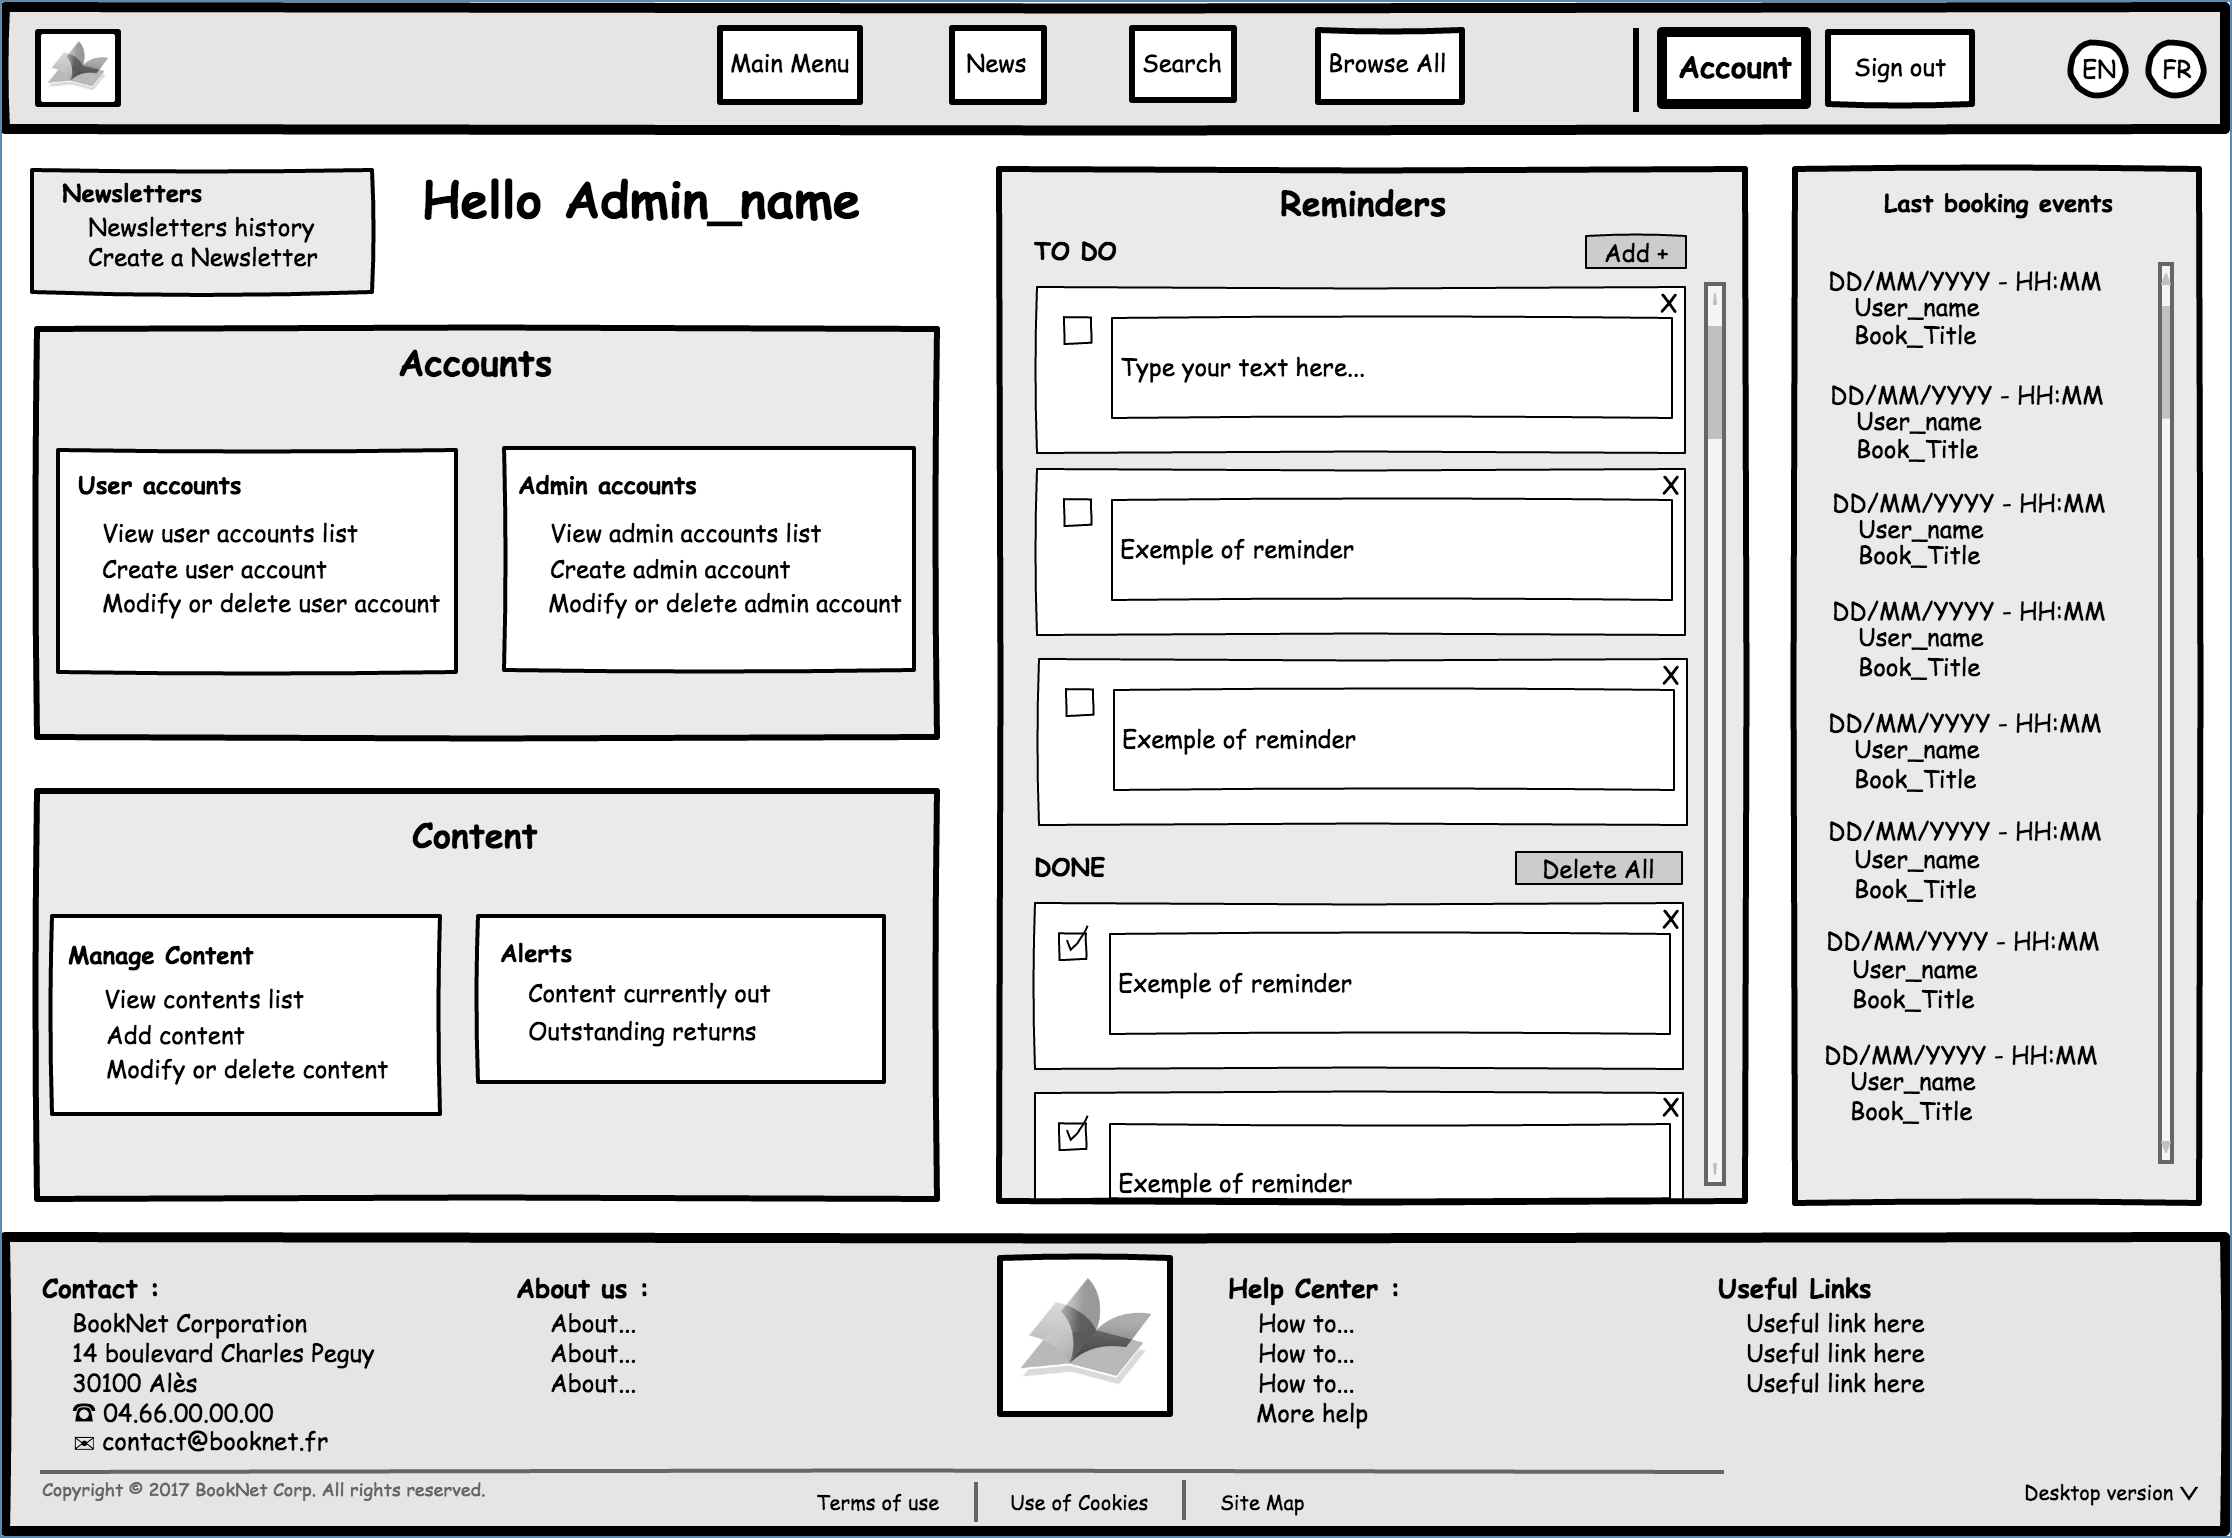 Main Menu
News
Search
Browse All
Account
Sign out
EN
FR
Newsletters
Newsletters history
Create a Newsletter
Hello Admin_name
Accounts
User accounts
View user accounts list
Create user account
Modify or delete user account
Admin accounts
View admin accounts list
Create admin account
Modify or delete admin account
Content
Manage Content
View contents list
Add content
Modify or delete content
Alerts
Content currently out
Outstanding returns
Reminders
TO DO
Add +
X
Type your text here...
X
Exemple of reminder
X
Exemple of reminder
DONE
Delete All
X
Exemple of reminder
X
Exemple of reminder
Last booking events
DD/MM/YYYY - HH:MM
User_name
Book_Title
DD/MM/YYYY - HH:MM
User_name
Book_Title
DD/MM/YYYY - HH:MM
User_name
Book_Title
DD/MM/YYYY - HH:MM
User_name
Book_Title
DD/MM/YYYY - HH:MM
User_name
Book_Title
DD/MM/YYYY - HH:MM
User_name
Book_Title
DD/MM/YYYY - HH:MM
User_name
Book_Title
DD/MM/YYYY - HH:MM
User_name
Book_Title
Contact :
BookNet Corporation
14 boulevard Charles Peguy
30100 Alès
☎ 04.66.00.00.00
✉ contact@booknet.fr
About us :
About...
About...
About...
Help Center :
How to...
How to...
How to...
More help
Useful Links
Useful link here
Useful link here
Useful link here
Copyright © 2017 BookNet Corp. All rights reserved.
Terms of use
Use of Cookies
Site Map
Desktop version V